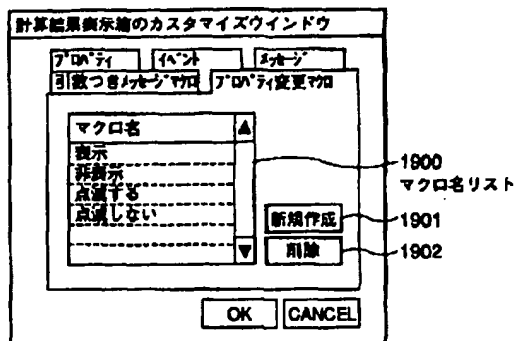 計算結果表示箱のカスタマイズウインドウ
プロパティ
イベント
メッセージ
引数つきメッセージマクロ
プロパティ変更マクロ
マクロ名
表示
非表示
点滅する
点滅しない
新規作成
削除
OK
CANCEL
1900
マクロ名リスト
1901
1902